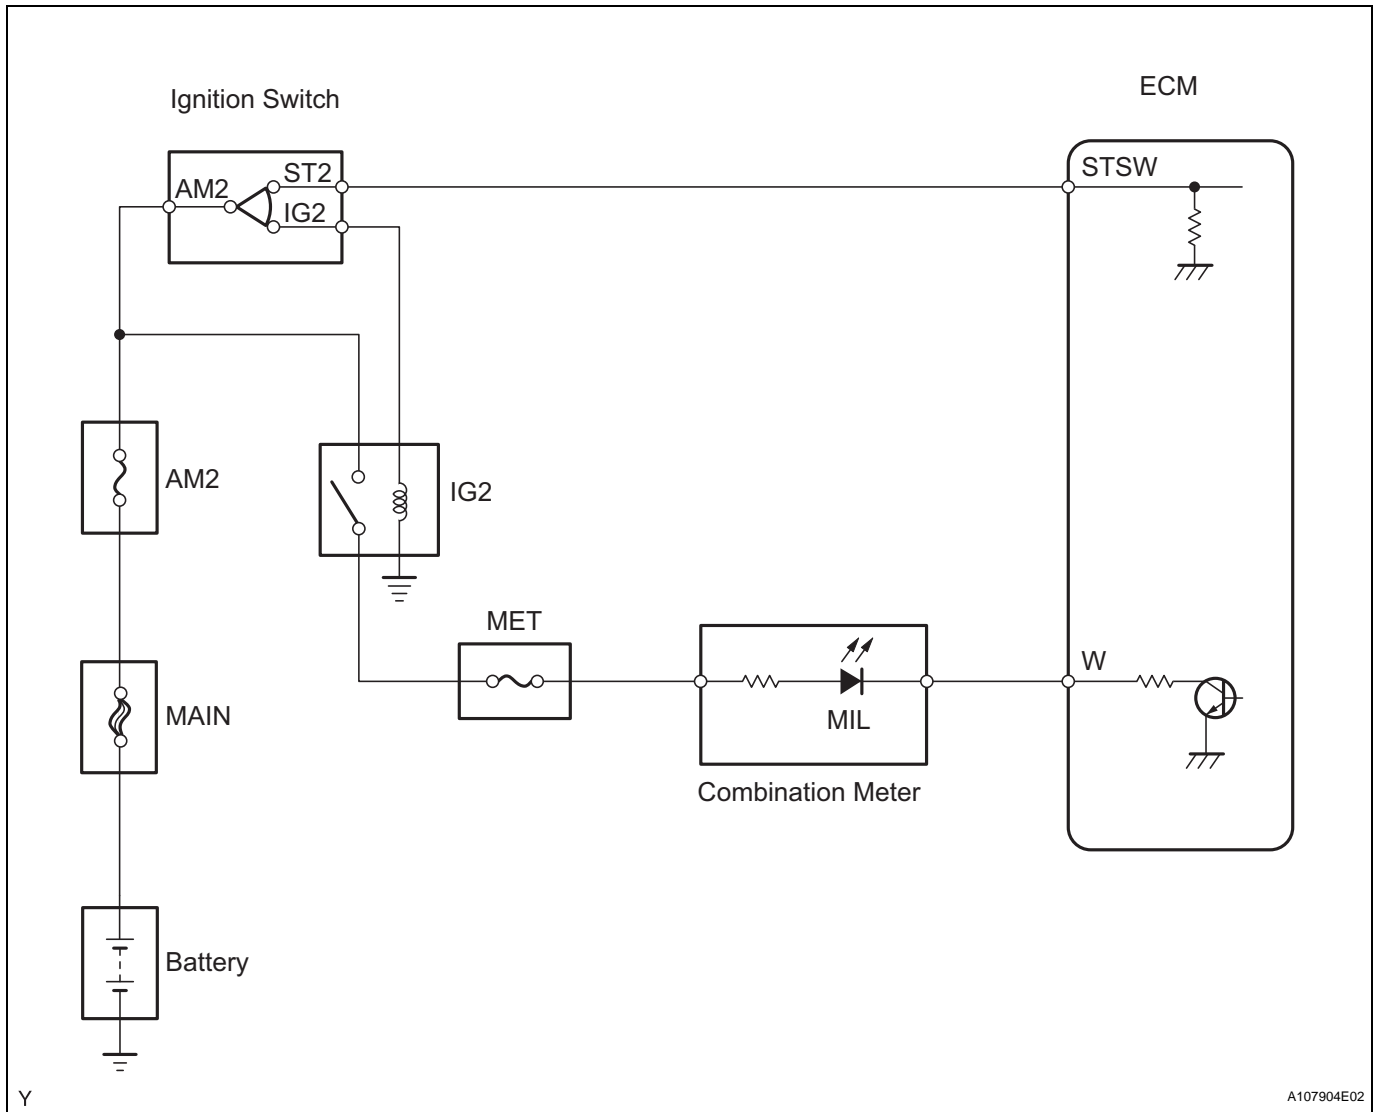 ECM
Ignition Switch
STSW
ST2
AM2
IG2
AM2
IG2
MET
W
MAIN
MIL
Combination Meter
Battery
Y
A107904E02